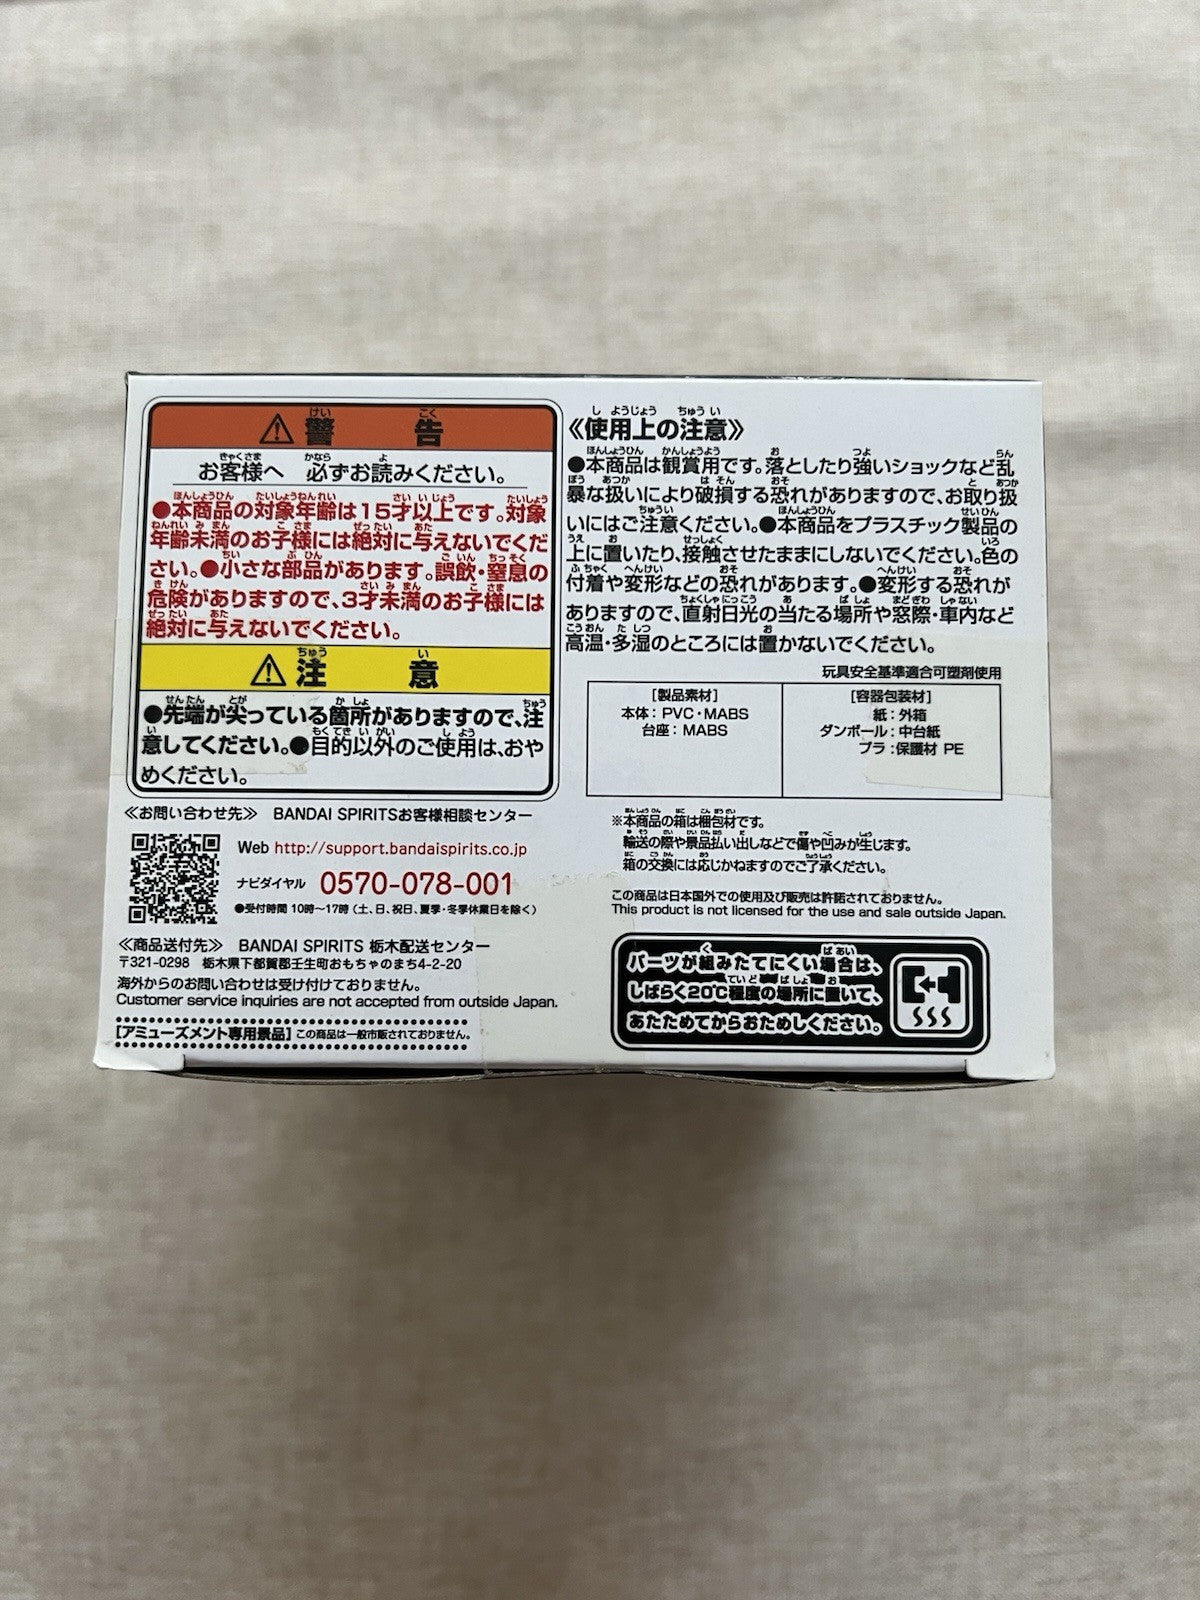 ⚠警告
お客様へ 必ずお読みください。
●本商品の対象年齢は15才以上です。対象
年齢未満のお子様には絶対に与えないでくだ
さい。●小さな部品があります。誤飲・窒息の
危険がありますので、3才未満のお子様には
絶対に与えないでください。
⚠注意
●先端が尖っている箇所がありますので、注
意してください。●目的以外のご使用は、おや
めください。
≪お問い合わせ先≫ BANDAI SPIRITSお客様相談センター
Web http://support.bandaispirits.co.jp
ナビダイヤル 0570-078-001
●受付時間 10時〜17時(土、日、祝日、夏季・冬季休業日を除く)
≪商品送付先≫ BANDAI SPIRITS 栃木配送センター
〒321-0298 栃木県下都賀郡壬生町おもちゃのまち4-2-20
海外からのお問い合わせは受け付けておりません。
Customer service inquiries are not accepted from outside Japan.
【アミューズメント専用景品】この商品は一般市販されておりません。
≪使用上の注意≫
●本商品は観賞用です。落としたり強いショックなど乱
暴な扱いにより破損する恐れがありますので、お取り扱
いにはご注意ください。●本商品をプラスチック製品の
上に置いたり、接触させたままにしないでください。色の
付着や変形などの恐れがあります。●変形する恐れが
ありますので、直射日光の当たる場所や窓際・車内など
高温・多湿のところには置かないでください。
玩具安全基準適合可塑剤使用
[製品素材]
本体:PVC・MABS
台座:MABS
[容器包装材]
紙:外箱
ダンボール:中台紙
プラ:保護材 PE
※本商品の箱は梱包材です。
輸送の際や景品払い出しなどで傷や凹みが生じます。
箱の交換には応じかねますのでご了承ください。
この商品は日本国外での使用及び販売は許諾されておりません。
This product is not licensed for the use and sale outside Japan.
パーツが組みたてにくい場合は、
しばらく20℃程度の場所に置いて、
あたためてからおためしください。